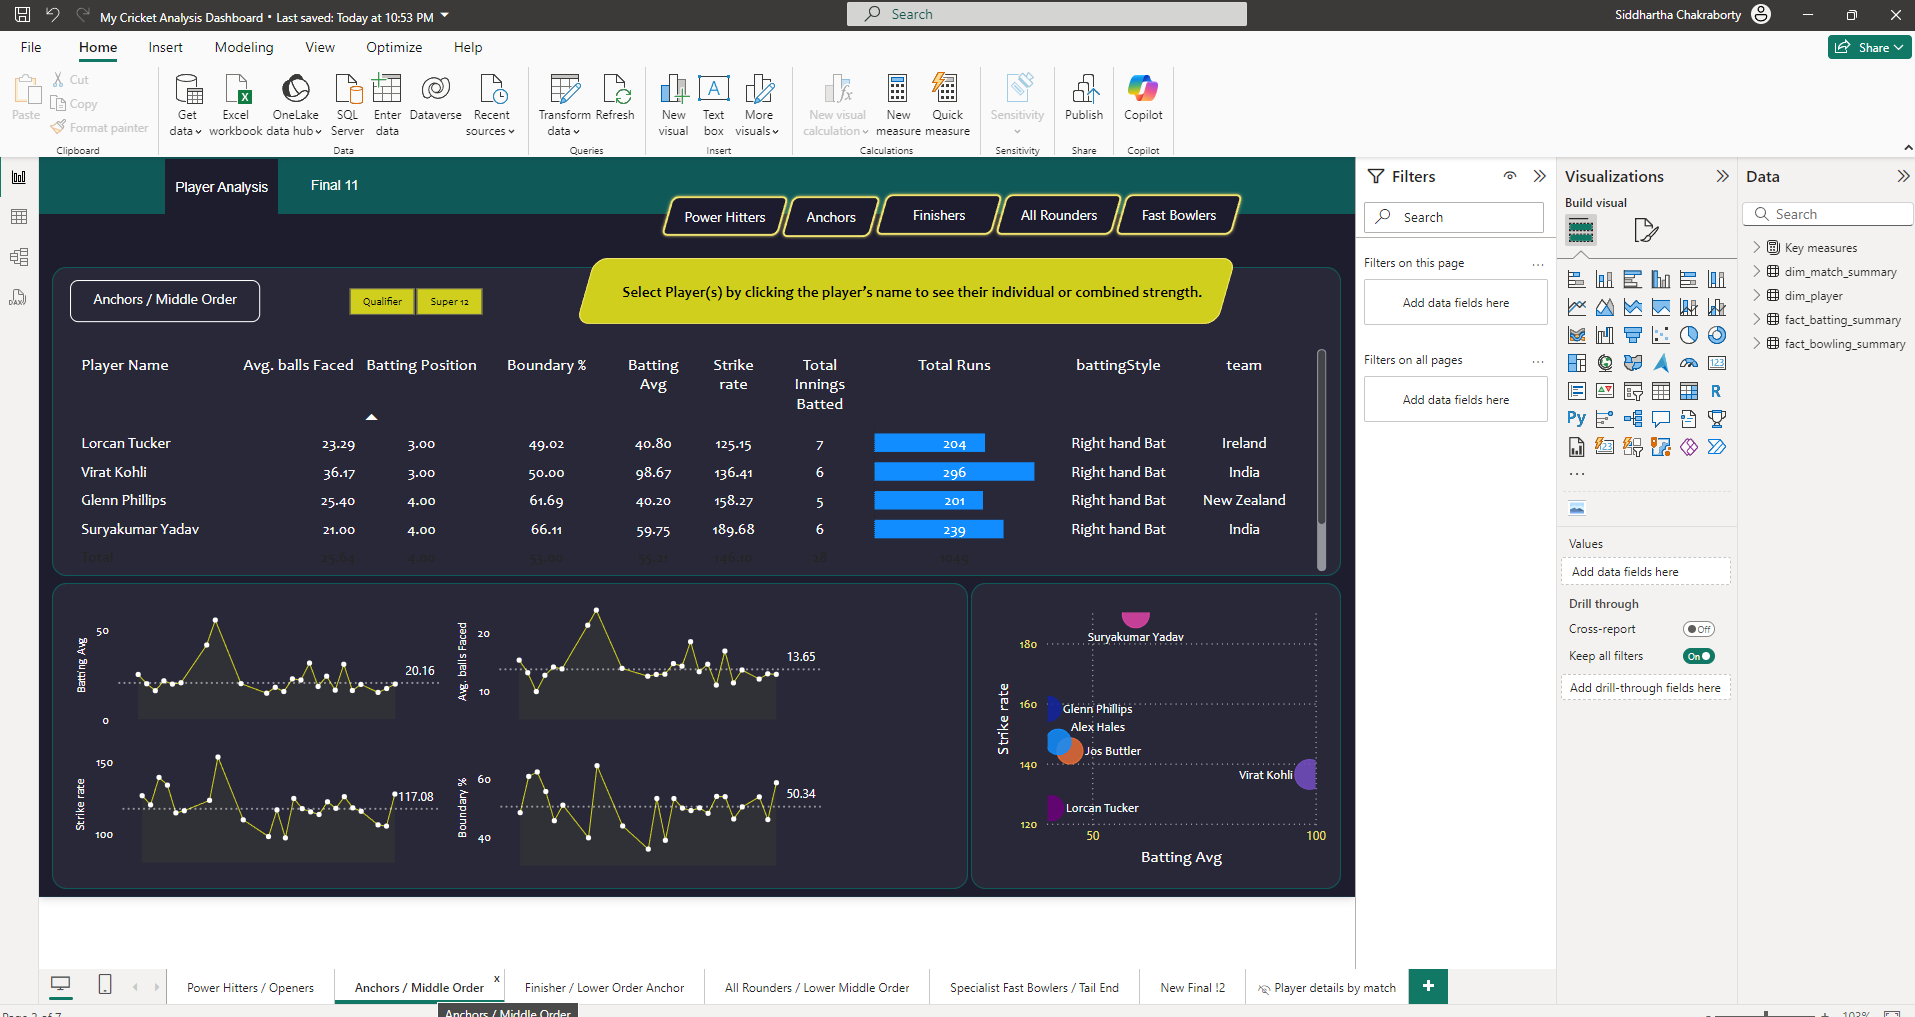 My Cricket Analysis Dashboard • Last saved: Today at 10:53 PM
Search
Siddhartha Chakraborty
File
Home
Insert
Modeling
View
Optimize
Help
Share
Paste
Cut
Copy
Format painter
Get data
Excel workbook
OneLake data hub
SQL Server
Enter data
Dataverse
Recent sources
Transform data
Refresh
New visual
Text box
More visuals
New visual calculation
New measure
Quick measure
Sensitivity
Publish
Copilot
Clipboard
Data
Queries
Insert
Calculations
Sensitivity
Share
Copilot
Player Analysis
Final 11
Power Hitters
Anchors
Finishers
All Rounders
Fast Bowlers
Anchors / Middle Order
Qualifier
Super 12
Select Player(s) by clicking the player's name to see their individual or combined strength.
Player Name Avg. balls Faced Batting Position Boundary % Batting Avg Strike rate Total Innings Batted Total Runs battingStyle team
Lorcan Tucker 23.29 3.00 49.02 40.80 125.15 7 204 Right hand Bat Ireland
Virat Kohli 36.17 3.00 50.00 98.67 136.41 6 296 Right hand Bat India
Glenn Phillips 25.40 4.00 61.69 40.20 158.27 5 201 Right hand Bat New Zealand
Suryakumar Yadav 21.00 4.00 66.11 59.75 189.68 6 239 Right hand Bat India
Total
Batting Avg
50
0
20.16
Avg. balls Faced
20
10
13.65
Strike rate
150
100
117.08
Boundary %
60
40
50.34
Strike rate
180
160
140
120
50
100
Batting Avg
Suryakumar Yadav
Glenn Phillips
Alex Hales
Jos Buttler
Virat Kohli
Lorcan Tucker
Filters
Search
Filters on this page
...
Add data fields here
Filters on all pages
...
Add data fields here
Visualizations
Build visual
123
R
Py
123
...
Values
Add data fields here
Drill through
Cross-report
Off
Keep all filters
On
Add drill-through fields here
Data
Search
Key measures
dim_match_summary
dim_player
fact_batting_summary
fact_bowling_summary
Power Hitters / Openers
Anchors / Middle Order
x
Finisher / Lower Order Anchor
All Rounders / Lower Middle Order
Specialist Fast Bowlers / Tail End
New Final !2
Player details by match
+
Anchors / Middle Order
Page 2 of 7
103%